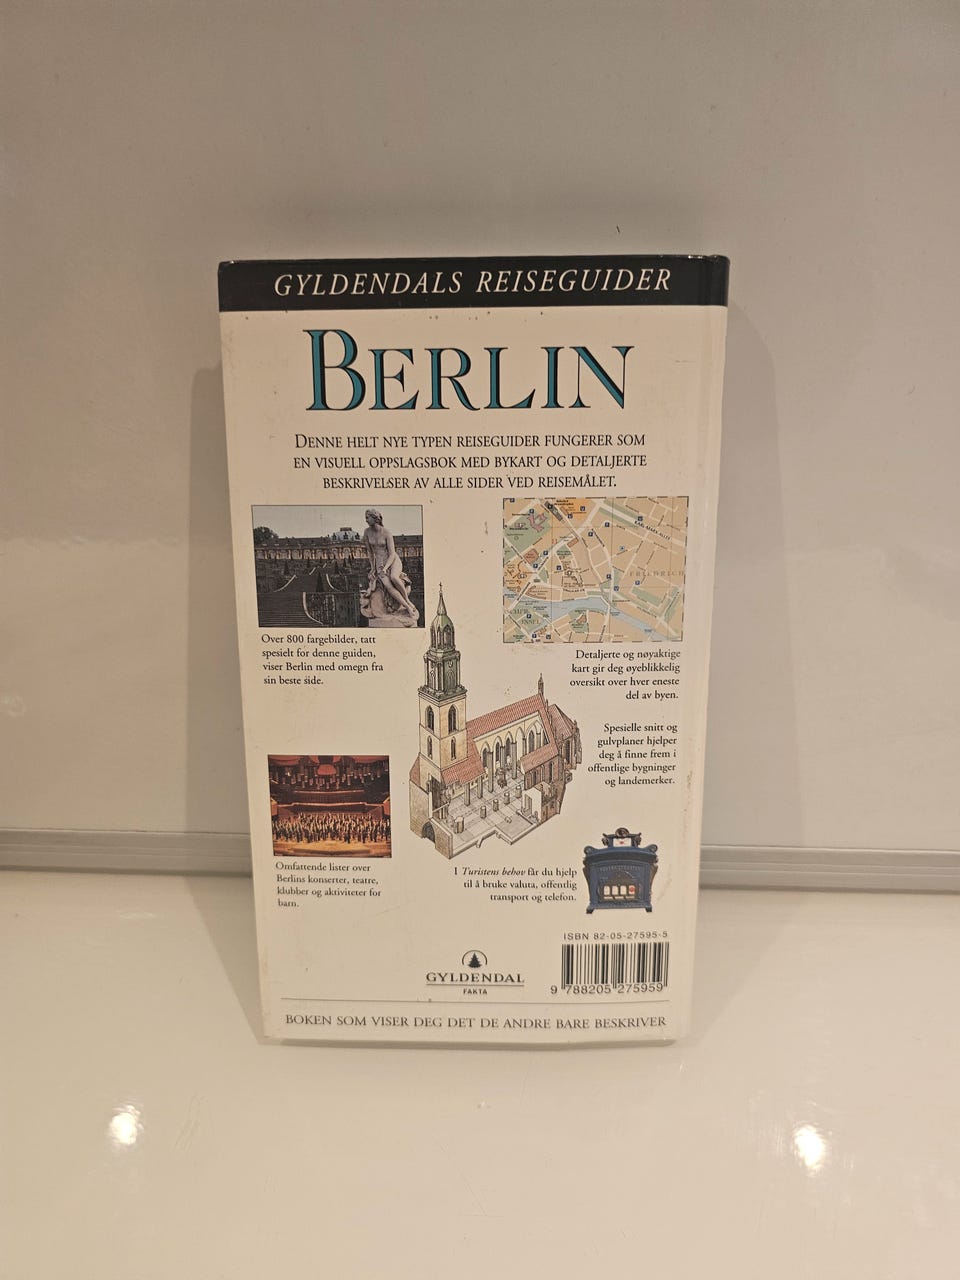 GYLDENDALS REISEGUIDER
BERLIN
DENNE HELT NYE TYPEN REISEGUIDER FUNGERER SOM
EN VISUELL OPPSLAGSBOK MED BYKART OG DETALJERTE
BESKRIVELSER AV ALLE SIDER VED REISEMÅLET.
Over 800 fargebilder, tatt
spesielt for denne guiden,
viser Berlin med omegn fra
sin beste side.
KARL-MARX-ALLEE
FRIEDRICH
Detaljerte og nøyaktige
kart gir deg øyeblikkelig
oversikt over hver eneste
del av byen.
Spesielle snitt og
gulvplaner hjelper
deg å finne frem i
offentlige bygninger
og landemerker.
Omfattende lister over
Berlins konserter, teatre,
klubber og aktiviteter for
barn.
I Turistens behov får du hjelp
til å bruke valuta, offentlig
transport og telefon.
ISBN 82-05-27595-5
9 788205 275959
GYLDENDAL
FAKTA
BOKEN SOM VISER DEG DET DE ANDRE BARE BESKRIVER